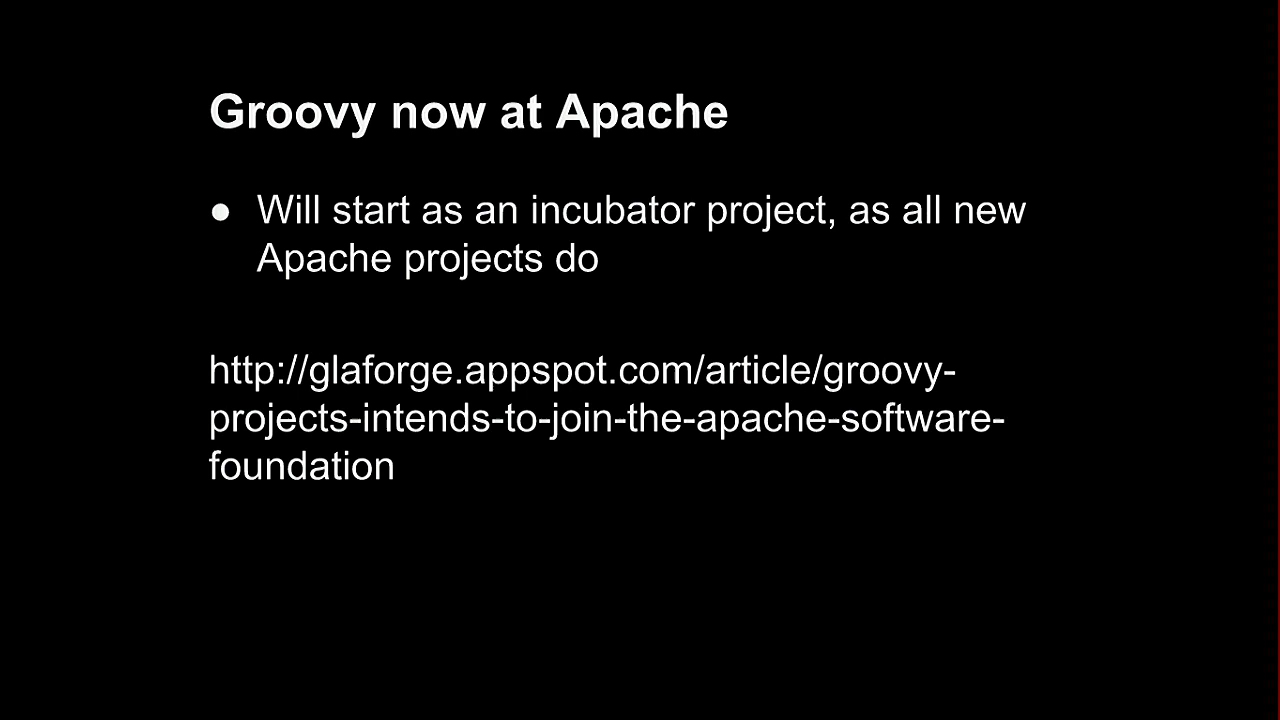 Groovy now at Apache
● Will start as an incubator project, as all new
Apache projects do
http://glaforge.appspot.com/article/groovy-
projects-intends-to-join-the-apache-software-
foundation